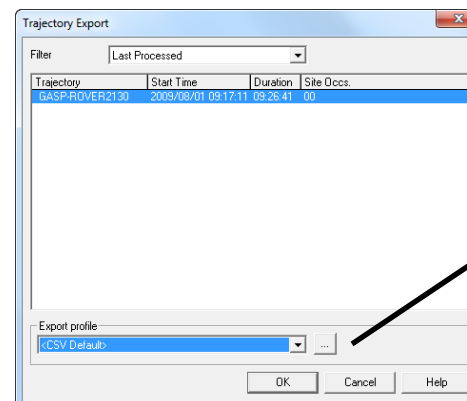 Trajectory Export
Filter Last Processed
Trajectory Start Time Duration Site Occs.
GASP-ROVER2130 2009/08/01 09:17:11 09:26:41 00
Export profile
<CSV Default> ...
OK Cancel Help